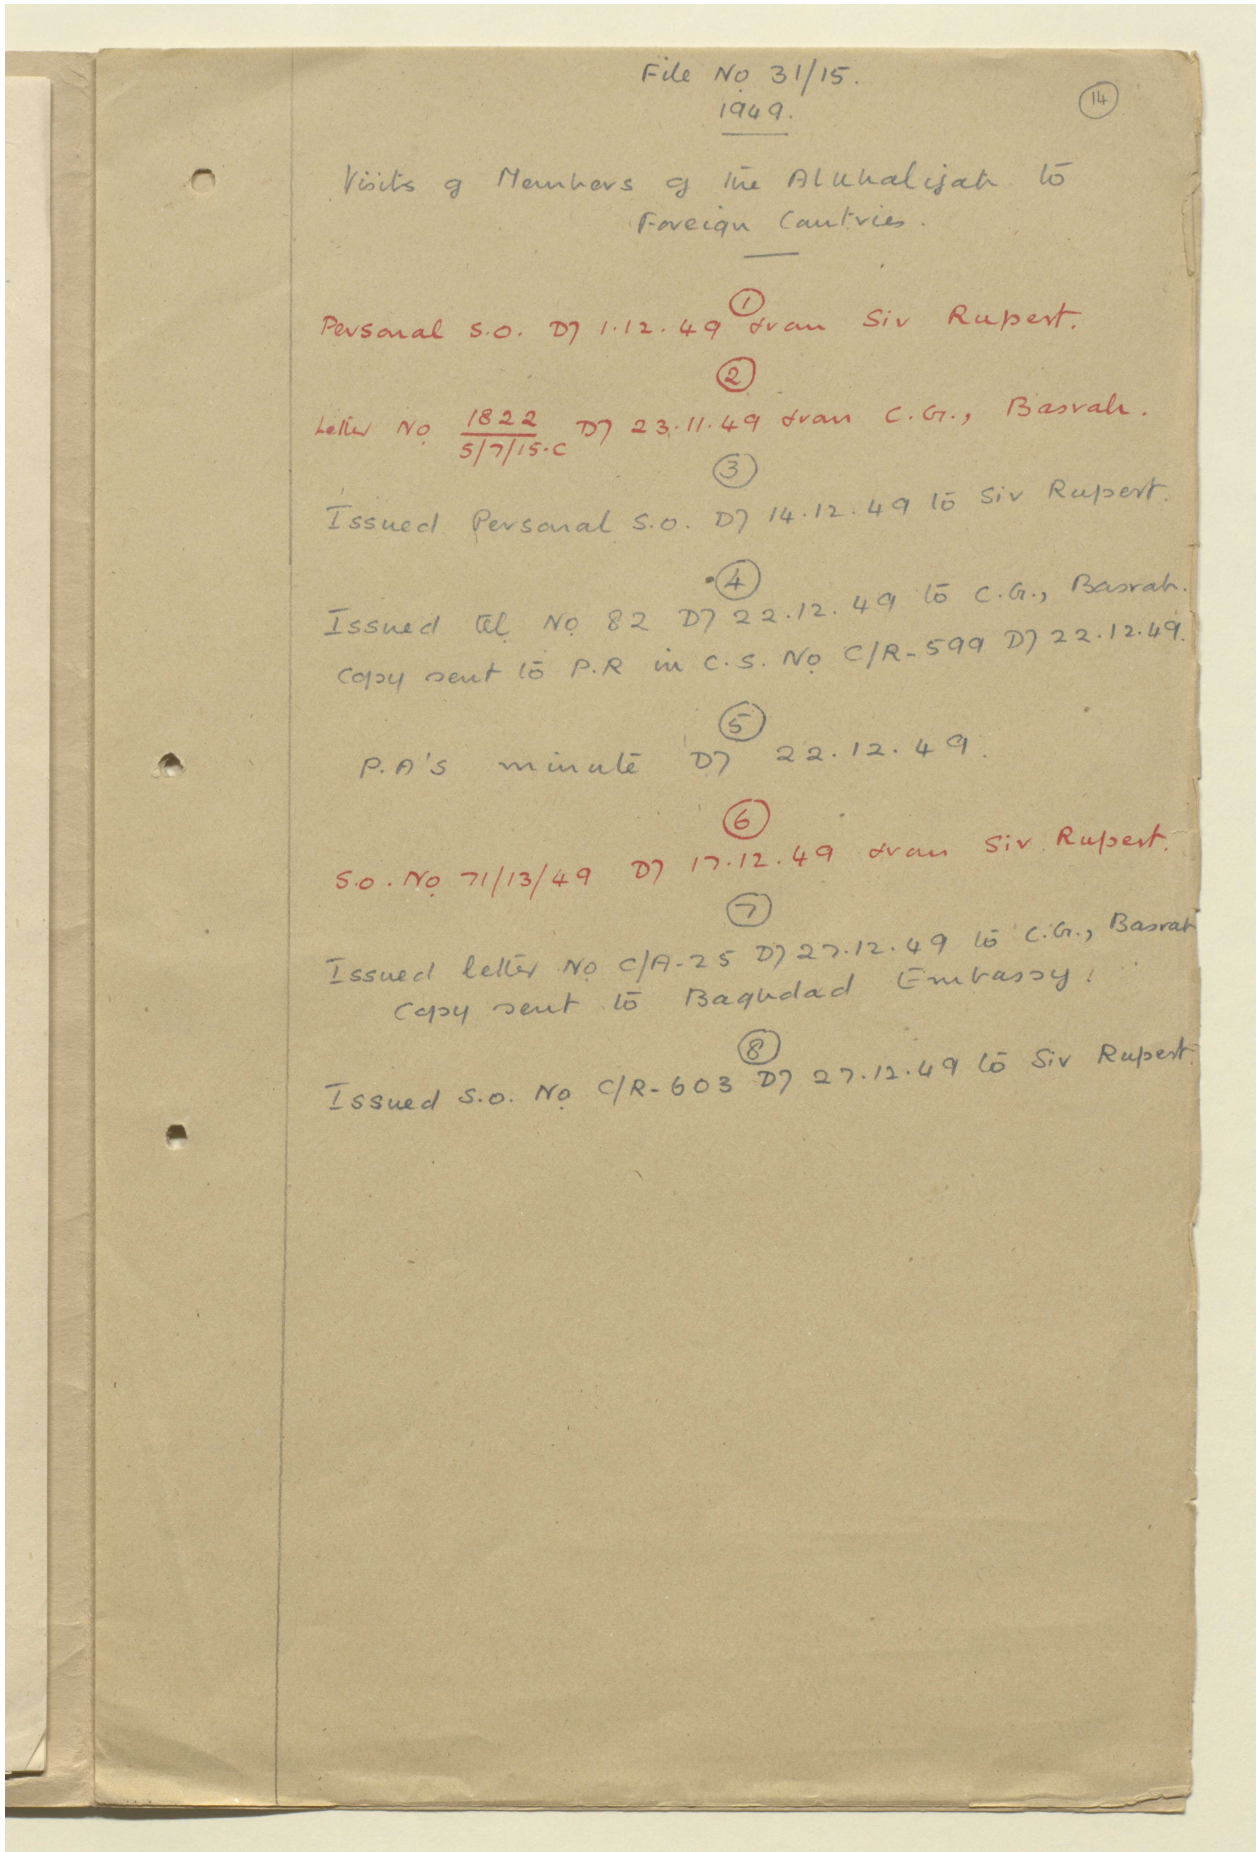 File No 31/15.
14
1949.
Visits of Members of the Alkhalifah to
Foreign Countries.
1
Personal S.O. D/ 1.12.49 from Sir Rupert.
2
Letter No 1822 D/ 23.11.49 from C.G., Basrah.
5/7/15.C
3
Issued Personal S.O. D/ 14.12.49 to Sir Rupert.
4
Issued tel No 82 D/ 22.12.49 to C.G., Basrah.
Copy sent to P.R in C.S. No C/R-599 D/ 22.12.49.
5
P.A's minute D/ 22.12.49.
6
S.O. No 71/13/49 D/ 17.12.49 from Sir Rupert.
7
Issued letter No C/A-25 D/ 27.12.49 to C.G., Basrah
Copy sent to Baghdad Embassy.
8
Issued S.O. No C/R-603 D/ 27.12.49 to Sir Rupert.